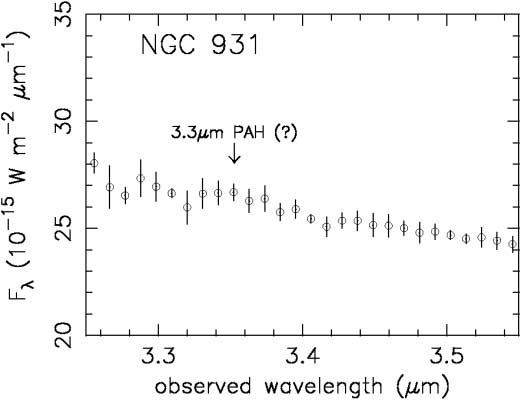 NGC 931
3.3μm PAH (?)
35
30
25
20
F_λ (10^−15 W m^−2 μm^−1)
3.3 3.4 3.5
observed wavelength (μm)